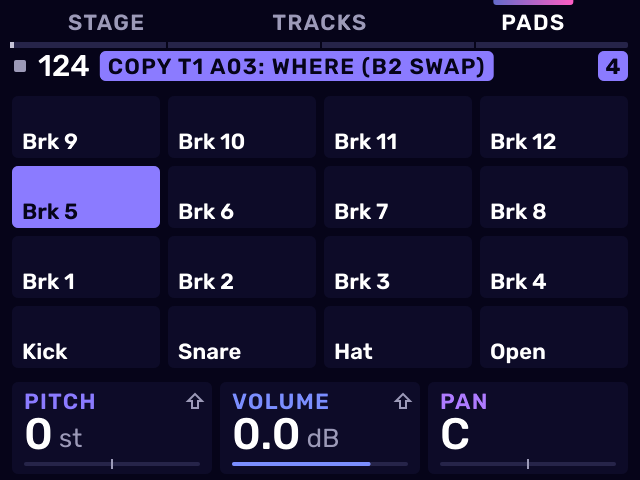 STAGE TRACKS PADS
124 COPY T1 A03: WHERE (B2 SWAP) 4
Brk 9 Brk 10 Brk 11 Brk 12
Brk 5 Brk 6 Brk 7 Brk 8
Brk 1 Brk 2 Brk 3 Brk 4
Kick Snare Hat Open
PITCH VOLUME PAN
0 st 0.0 dB C